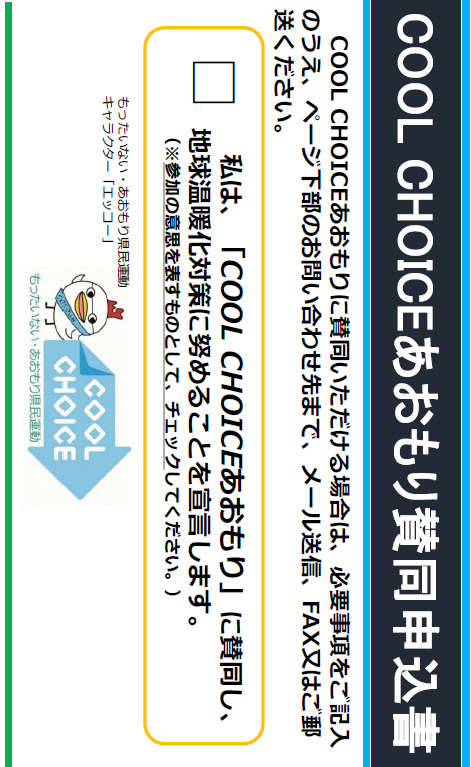 COOL CHOICEあおもり賛同申込書
COOL CHOICEあおもりに賛同いただける場合は、必要事項をご記入
のうえ、ページ下部のお問い合わせ先まで、メール送信、FAX又はご郵
送ください。
私は、「COOL CHOICEあおもり」に賛同し、
地球温暖化対策に努めることを宣言します。
(※参加の意思を表すものとして、チェックしてください。)
もったいない・あおもり県民運動
キャラクター「エッコー」
COOL
CHOICE
もったいない・あおもり県民運動